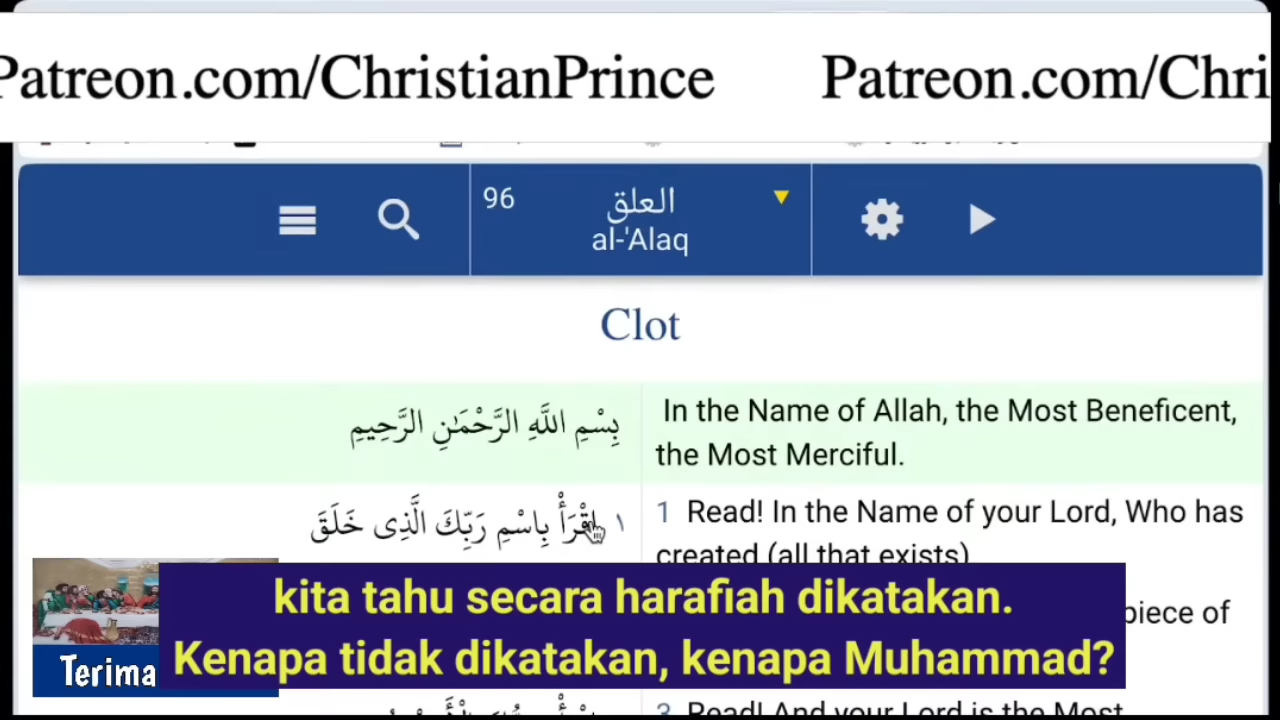 Patreon.com/ChristianPrince Patreon.com/Chri
96
العلق
al-'Alaq
Clot
بِسْمِ اللَّهِ الرَّحْمَٰنِ الرَّحِيمِ
In the Name of Allah, the Most Beneficent,
the Most Merciful.
١ اقْرَأْ بِاسْمِ رَبِّكَ الَّذِى خَلَقَ
1 Read! In the Name of your Lord, Who has
created (all that exists)
piece of
kita tahu secara harafiah dikatakan.
Kenapa tidak dikatakan, kenapa Muhammad?
Terima
3 Read! And your Lord is the Most